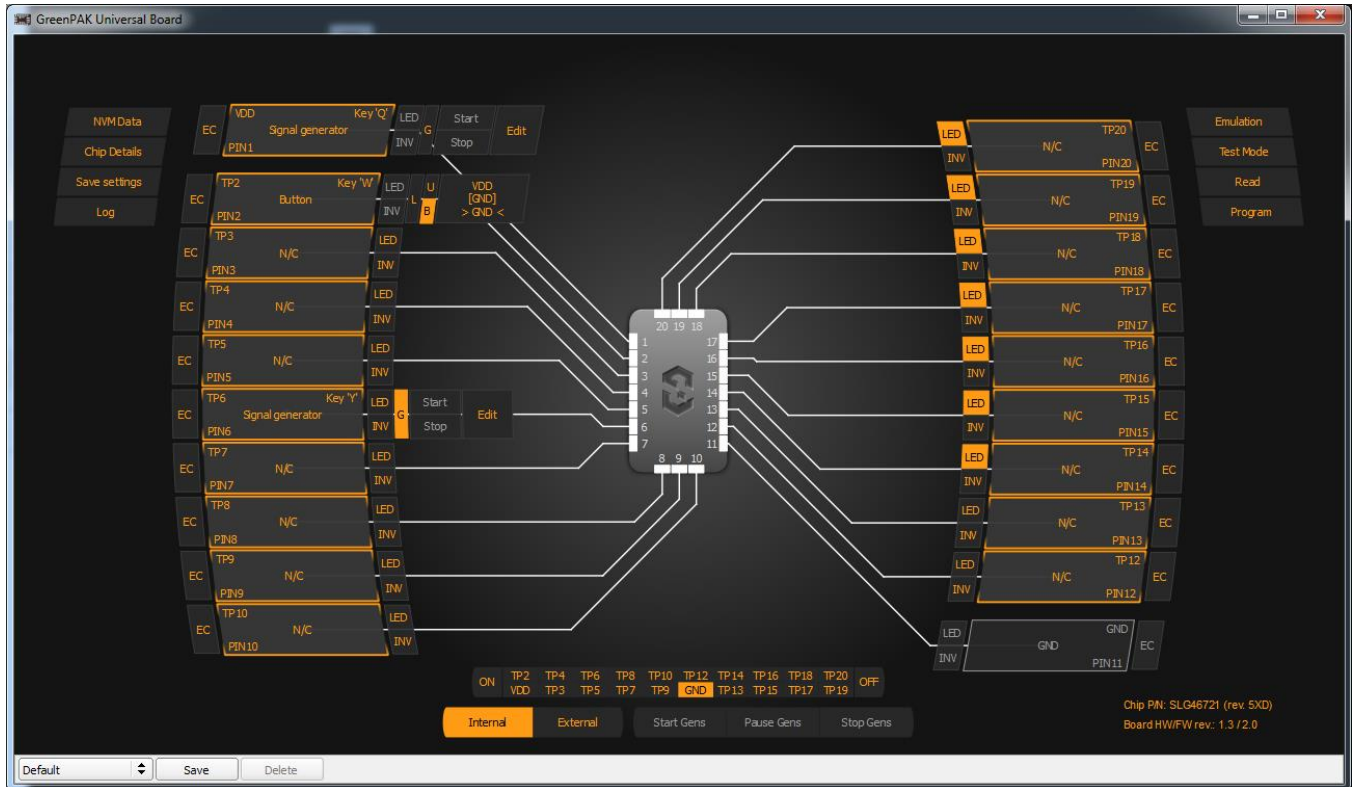 GreenPAK Universal Board
NVM Data
Chip Details
Save settings
Log
EC
VDD
Key 'Q'
Signal generator
PIN1
LED
INV
G
Start
Stop
Edit
EC
TP2
Key 'W'
Button
PIN2
LED
INV
L
U
B
VDD
[GND]
> GND <
EC
TP3
N/C
PIN3
LED
INV
EC
TP4
N/C
PIN4
LED
INV
EC
TP5
N/C
PIN5
LED
INV
EC
TP6
Key 'Y'
Signal generator
PIN6
LED
INV
G
Start
Stop
Edit
EC
TP7
N/C
PIN7
LED
INV
EC
TP8
N/C
PIN8
LED
INV
EC
TP9
N/C
PIN9
LED
INV
EC
TP10
N/C
PIN10
LED
INV
20 19 18
1
2
3
4
5
6
7
17
16
15
14
13
12
11
8 9 10
LED
INV
TP20
N/C
PIN20
EC
LED
INV
TP19
N/C
PIN19
EC
LED
INV
TP18
N/C
PIN18
EC
LED
INV
TP17
N/C
PIN17
EC
LED
INV
TP16
N/C
PIN16
EC
LED
INV
TP15
N/C
PIN15
EC
LED
INV
TP14
N/C
PIN14
EC
LED
INV
TP13
N/C
PIN13
EC
LED
INV
TP12
N/C
PIN12
EC
LED
INV
GND
GND
PIN11
EC
Emulation
Test Mode
Read
Program
ON
TP2 TP4 TP6 TP8 TP10 TP12 TP14 TP16 TP18 TP20
VDD TP3 TP5 TP7 TP9 GND TP13 TP15 TP17 TP19
OFF
Internal External Start Gens Pause Gens Stop Gens
Chip P/N: SLG46721 (rev. 5XD)
Board HW/FW rev.: 1.3 / 2.0
Default Save Delete